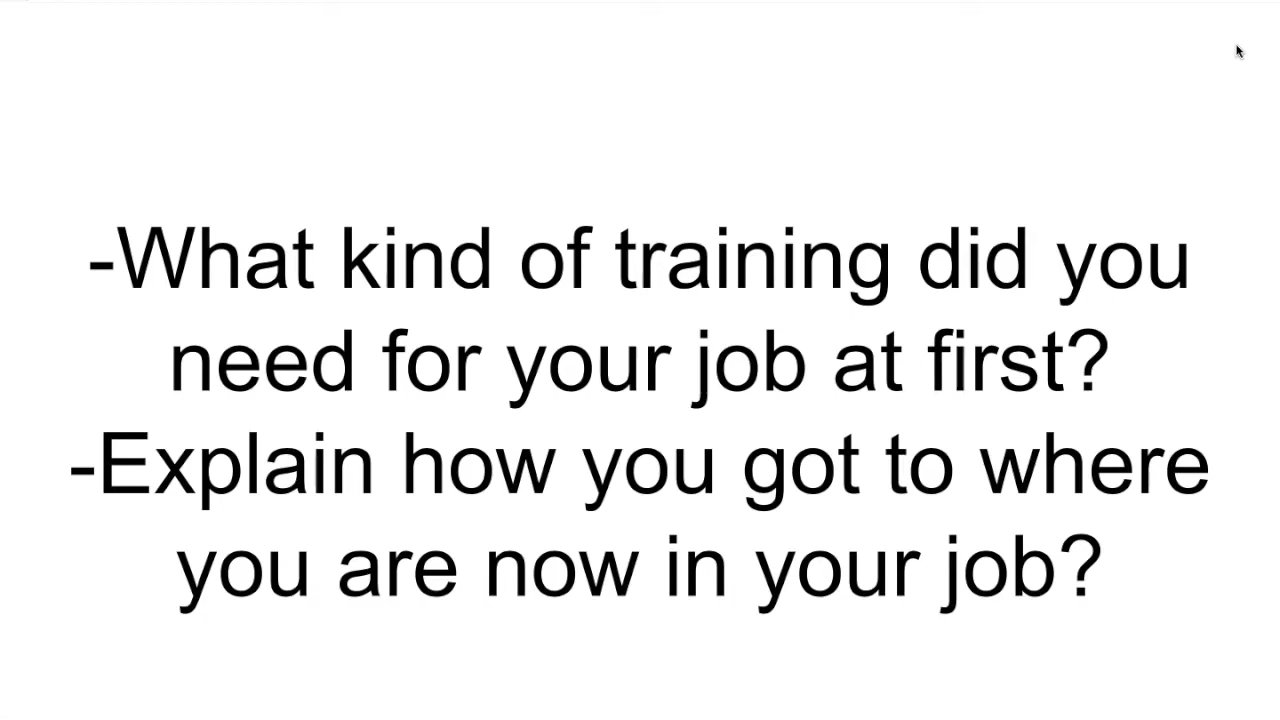 -What kind of training did you
need for your job at first?
-Explain how you got to where
you are now in your job?